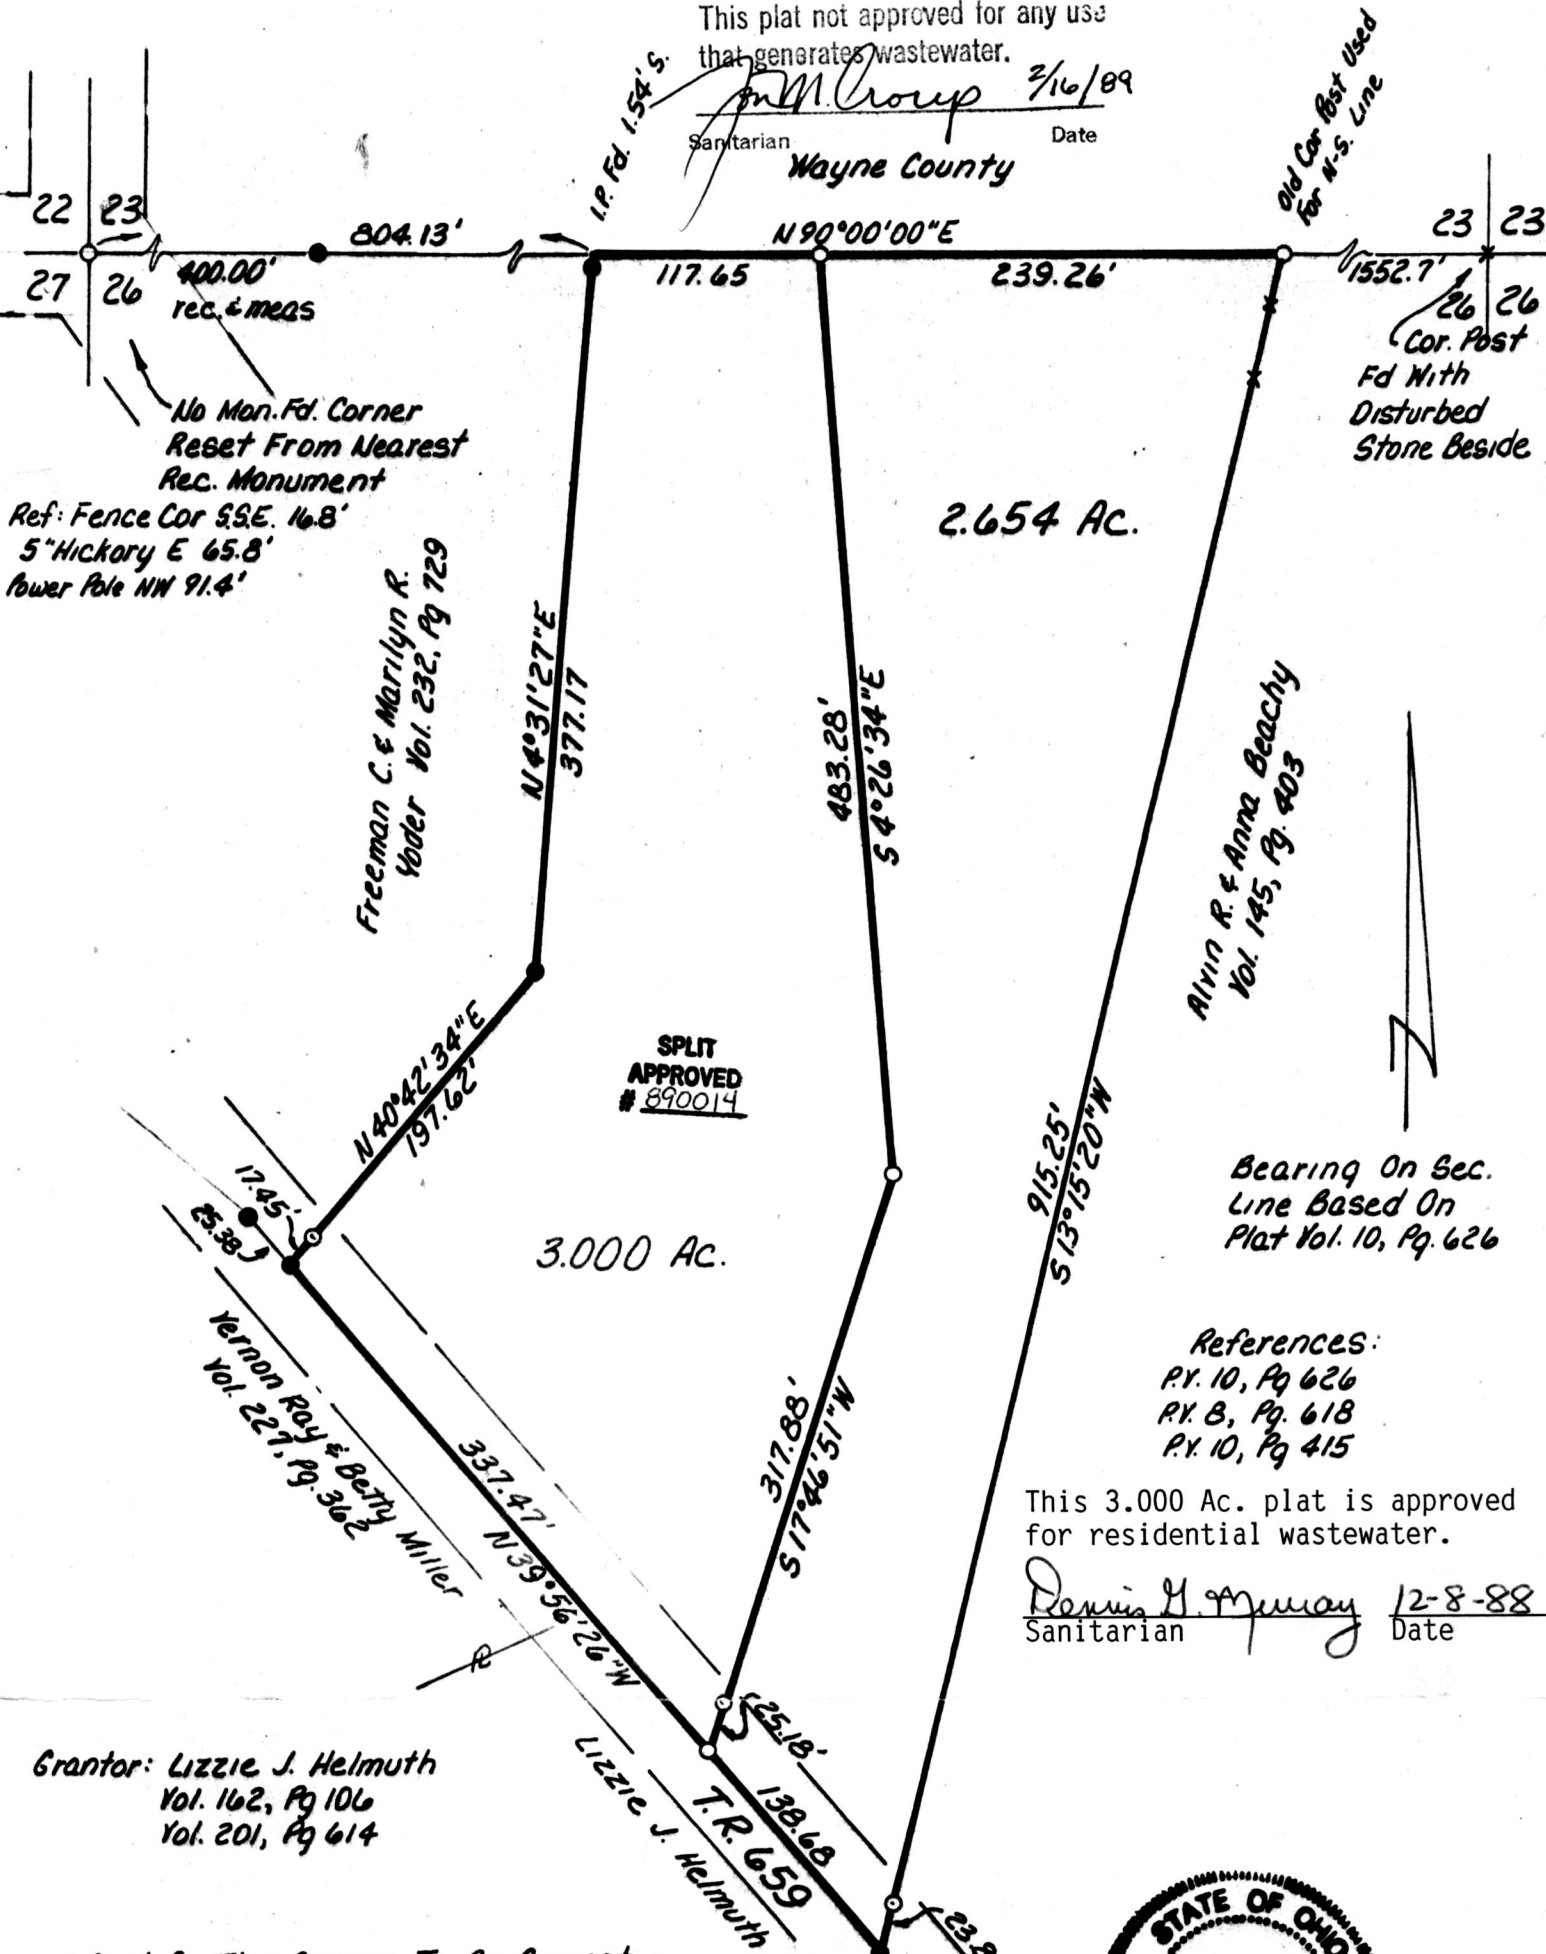 This plat not approved for any use
that generates wastewater.
2/16/89
Sanitarian
Date
Wayne County
I.P. Fd. 1.54' S.
Old Cor Post Used
For N-S. Line
22 23
27 26
804.13'
400.00'
rec. & meas
N 90°00'00"E
117.65
239.26'
1552.7'
23 23
26 26
Cor. Post
Fd With
Disturbed
Stone Beside
No Mon. Fd. Corner
Reset From Nearest
Rec. Monument
Ref: Fence Cor S.S.E. 16.8'
5" Hickory E 65.8'
Power Pole NW 91.4'
2.654 Ac.
Freeman C. & Marilyn R.
Yoder Vol. 232, Pg 729
N 4°31'27"E
377.17
483.28'
S 4°26'34"E
Alvin R. & Anna Beachy
Vol. 145, Pg. 403
N 40°42'34"E
197.62'
SPLIT
APPROVED
# 890014
17.45'
25.38
3.000 Ac.
915.25'
S 13°15'20"W
Bearing On Sec.
Line Based On
Plat Vol. 10, Pg. 626
Vernon Ray & Betty Miller
Vol. 227, Pg. 362
337.47'
N 39°56'26"W
317.88'
S 17°46'51"W
References:
P.V. 10, Pg 626
P.V. 8, Pg. 618
P.V. 10, Pg 415
This 3.000 Ac. plat is approved
for residential wastewater.
Dennis G. Murray 12-8-88
Sanitarian
Date
R
25.18'
138.68
T.R. 659
Lizzie J. Helmuth
Grantor: Lizzie J. Helmuth
Vol. 162, Pg 106
Vol. 201, Pg 614
STATE OF OHIO